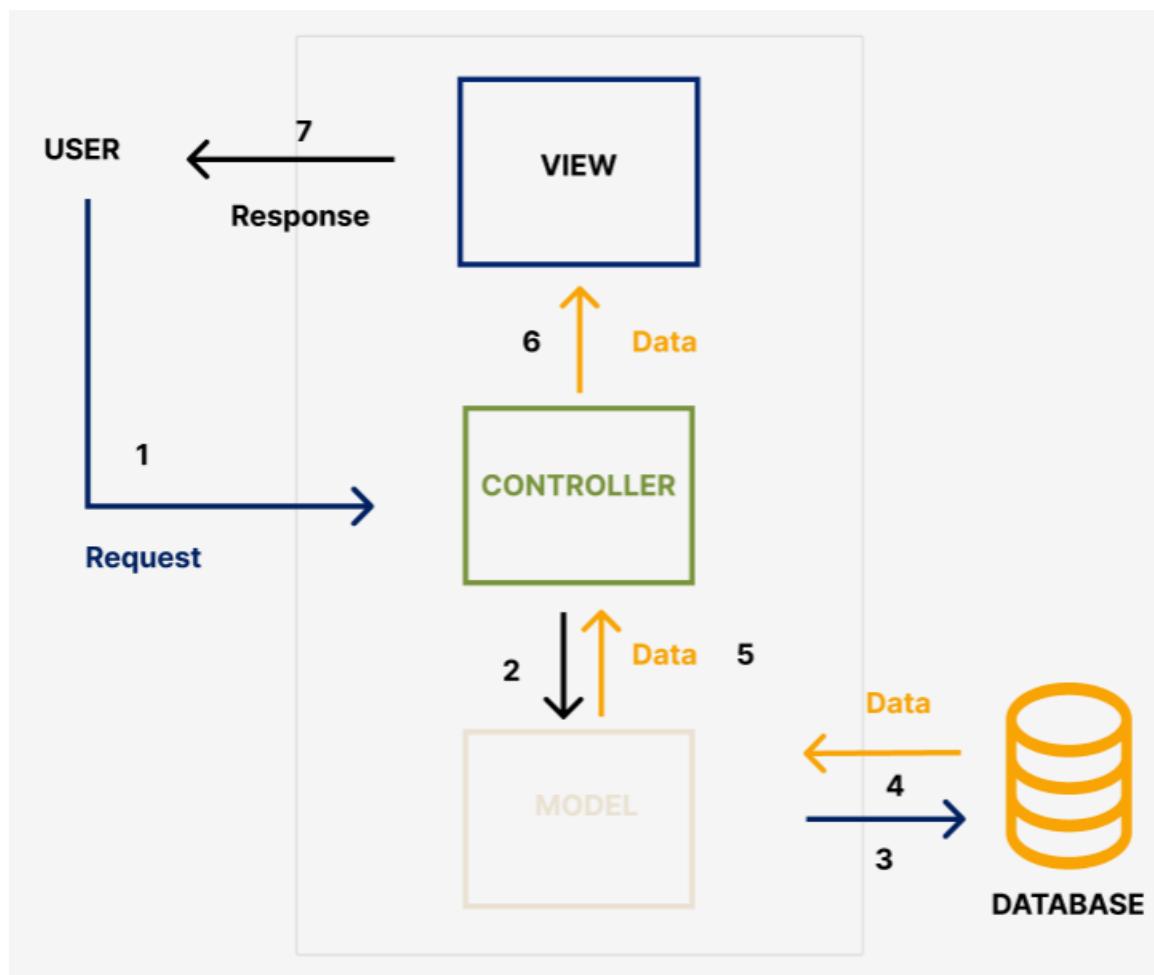 7
USER
VIEW
Response
6
Data
1
CONTROLLER
Request
2
Data
5
Data
4
MODEL
3
DATABASE